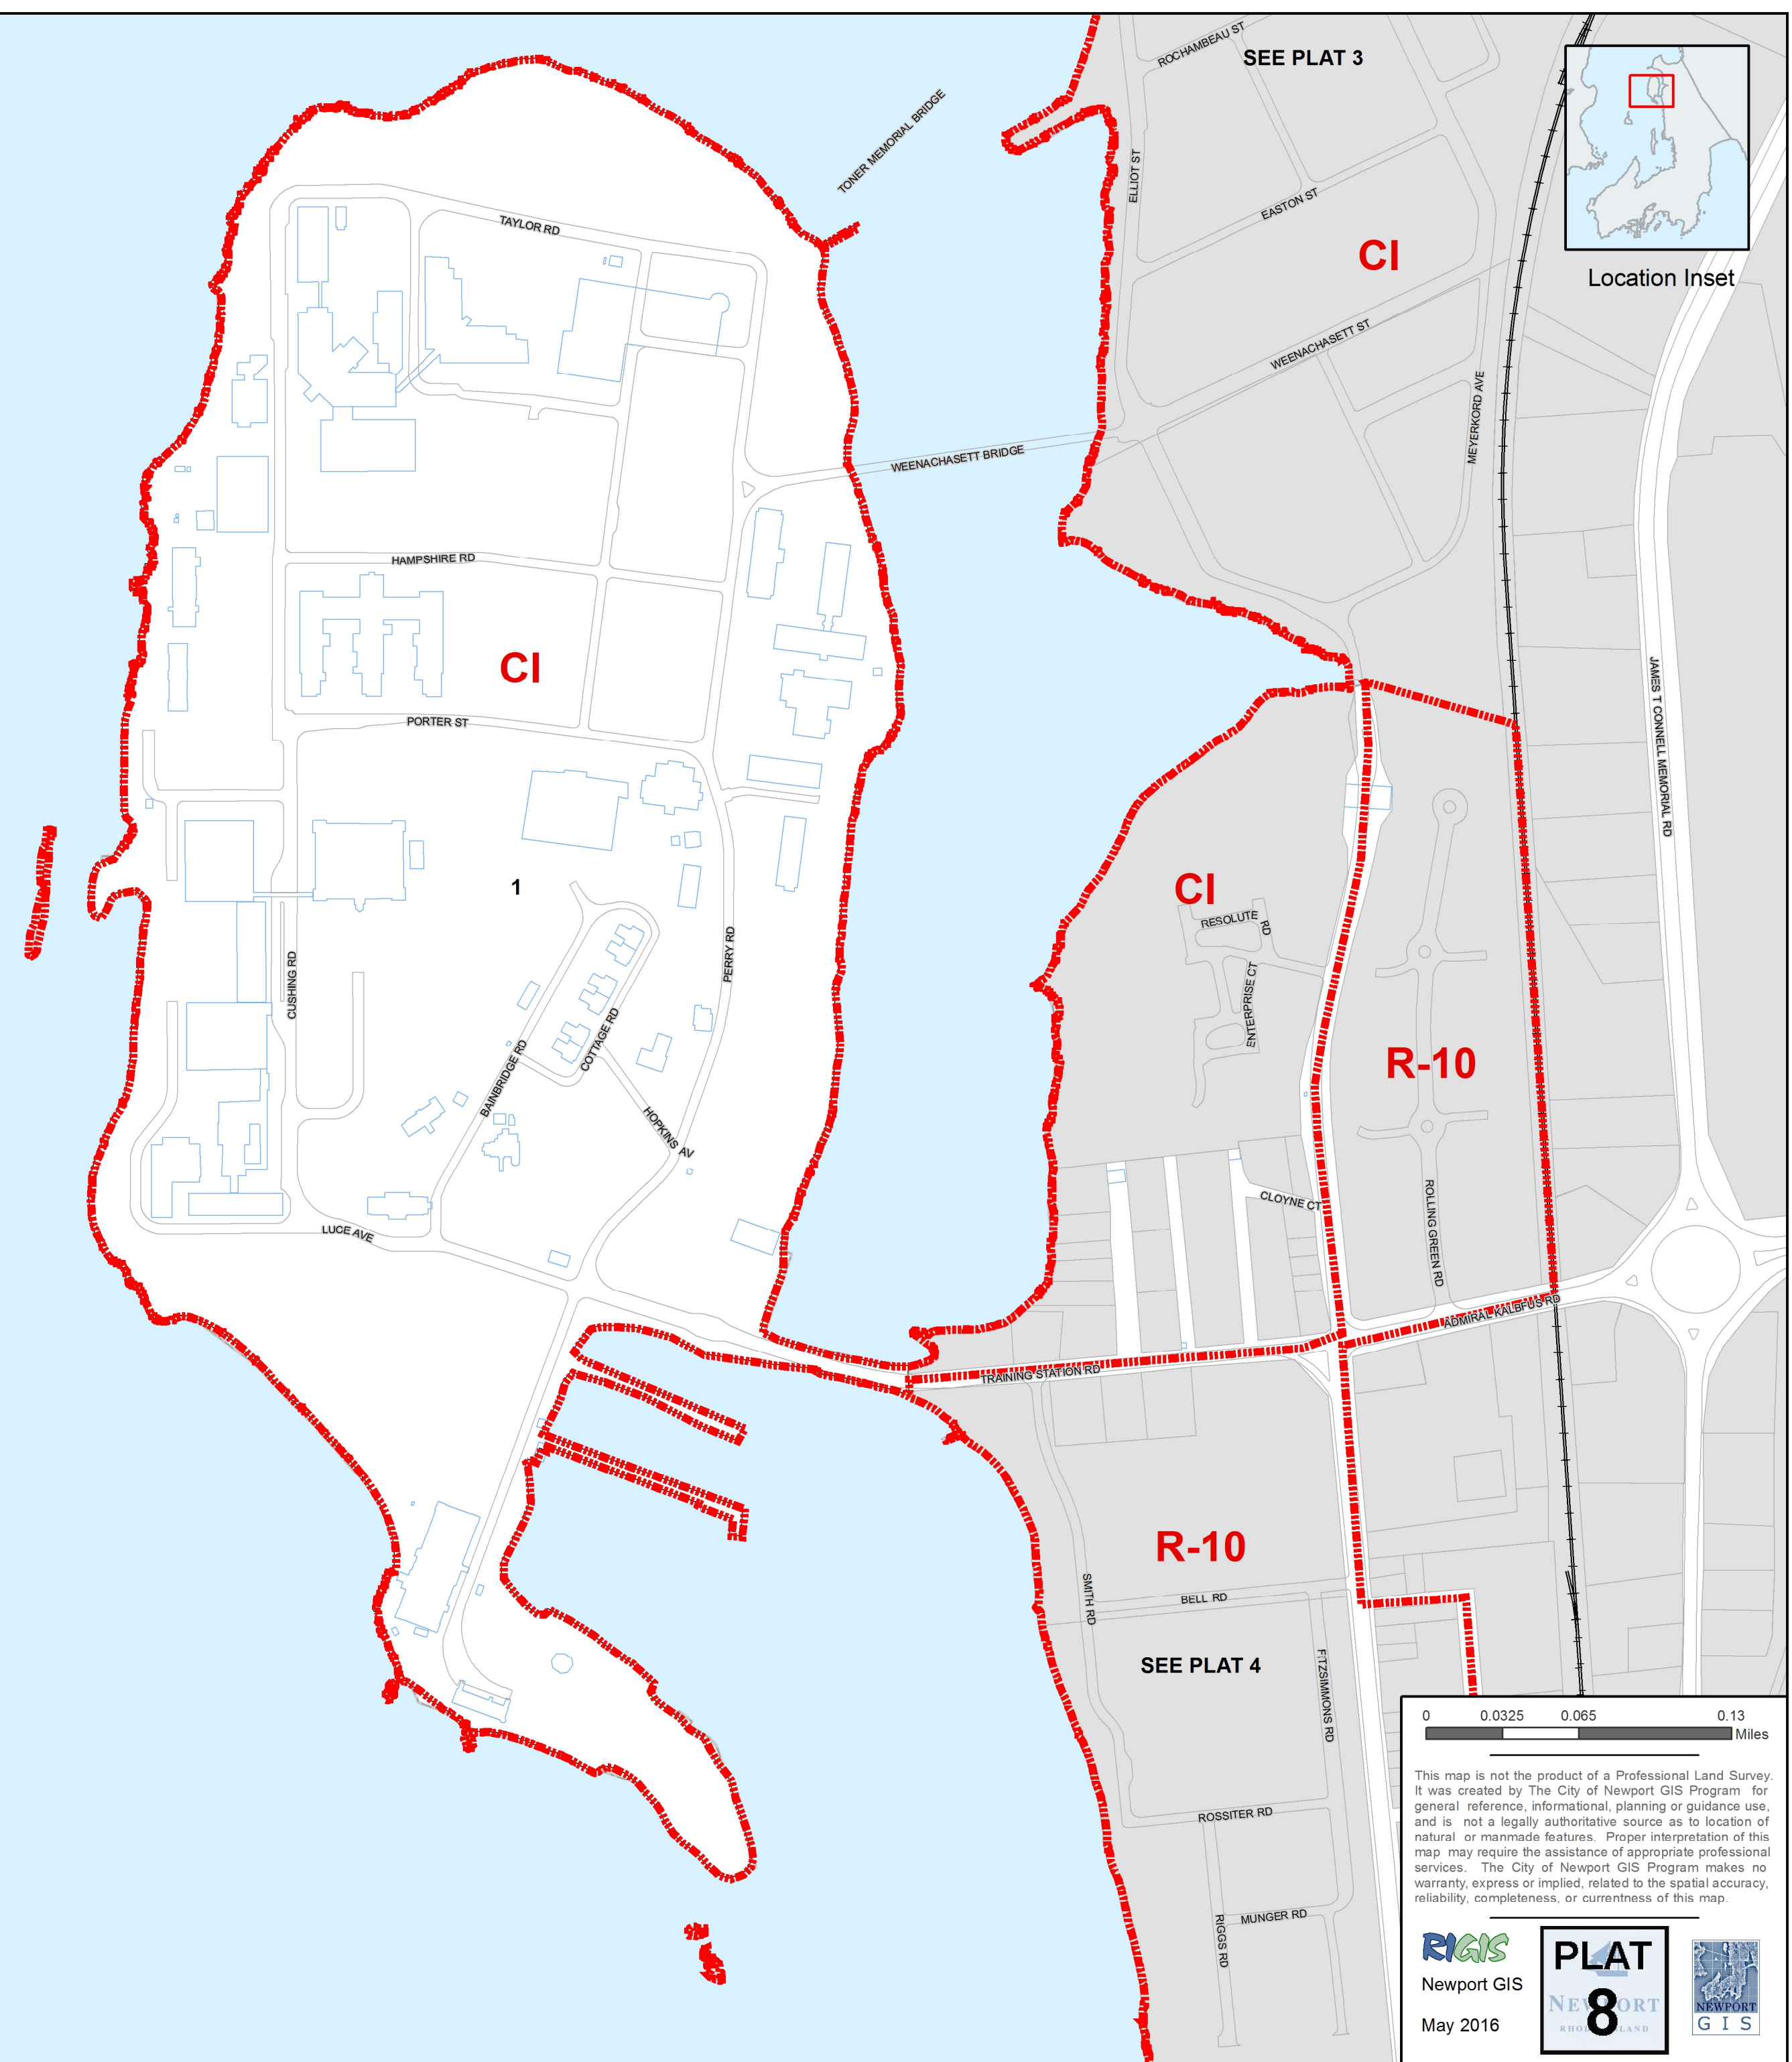 ROCHAMBEAU ST
SEE PLAT 3
TONER MEMORIAL BRIDGE
ELLIOT ST
EASTON ST
CI
Location Inset
TAYLOR RD
WEENACHASETT ST
MEYERKORD AVE
WEENACHASETT BRIDGE
HAMPSHIRE RD
CI
PORTER ST
JAMES T CONNELL MEMORIAL RD
1
CI
RESOLUTE RD
ENTERPRISE CT
PERRY RD
CUSHING RD
BAINBRIDGE RD
COTTAGE RD
HOPKINS AV
R-10
CLOYNE CT
ROLLING GREEN RD
LUCE AVE
ADMIRAL KALBFUS RD
TRAINING STATION RD
R-10
SMITH RD
BELL RD
SEE PLAT 4
FITZSIMMONS RD
ROSSITER RD
RIGGS RD
MUNGER RD
0 0.0325 0.065 0.13
Miles
This map is not the product of a Professional Land Survey.
It was created by The City of Newport GIS Program for
general reference, informational, planning or guidance use,
and is not a legally authoritative source as to location of
natural or manmade features. Proper interpretation of this
map may require the assistance of appropriate professional
services. The City of Newport GIS Program makes no
warranty, express or implied, related to the spatial accuracy,
reliability, completeness, or currentness of this map.
RIGIS
Newport GIS
May 2016
PLAT
8
NEWPORT
RHODE ISLAND
NEWPORT
GIS